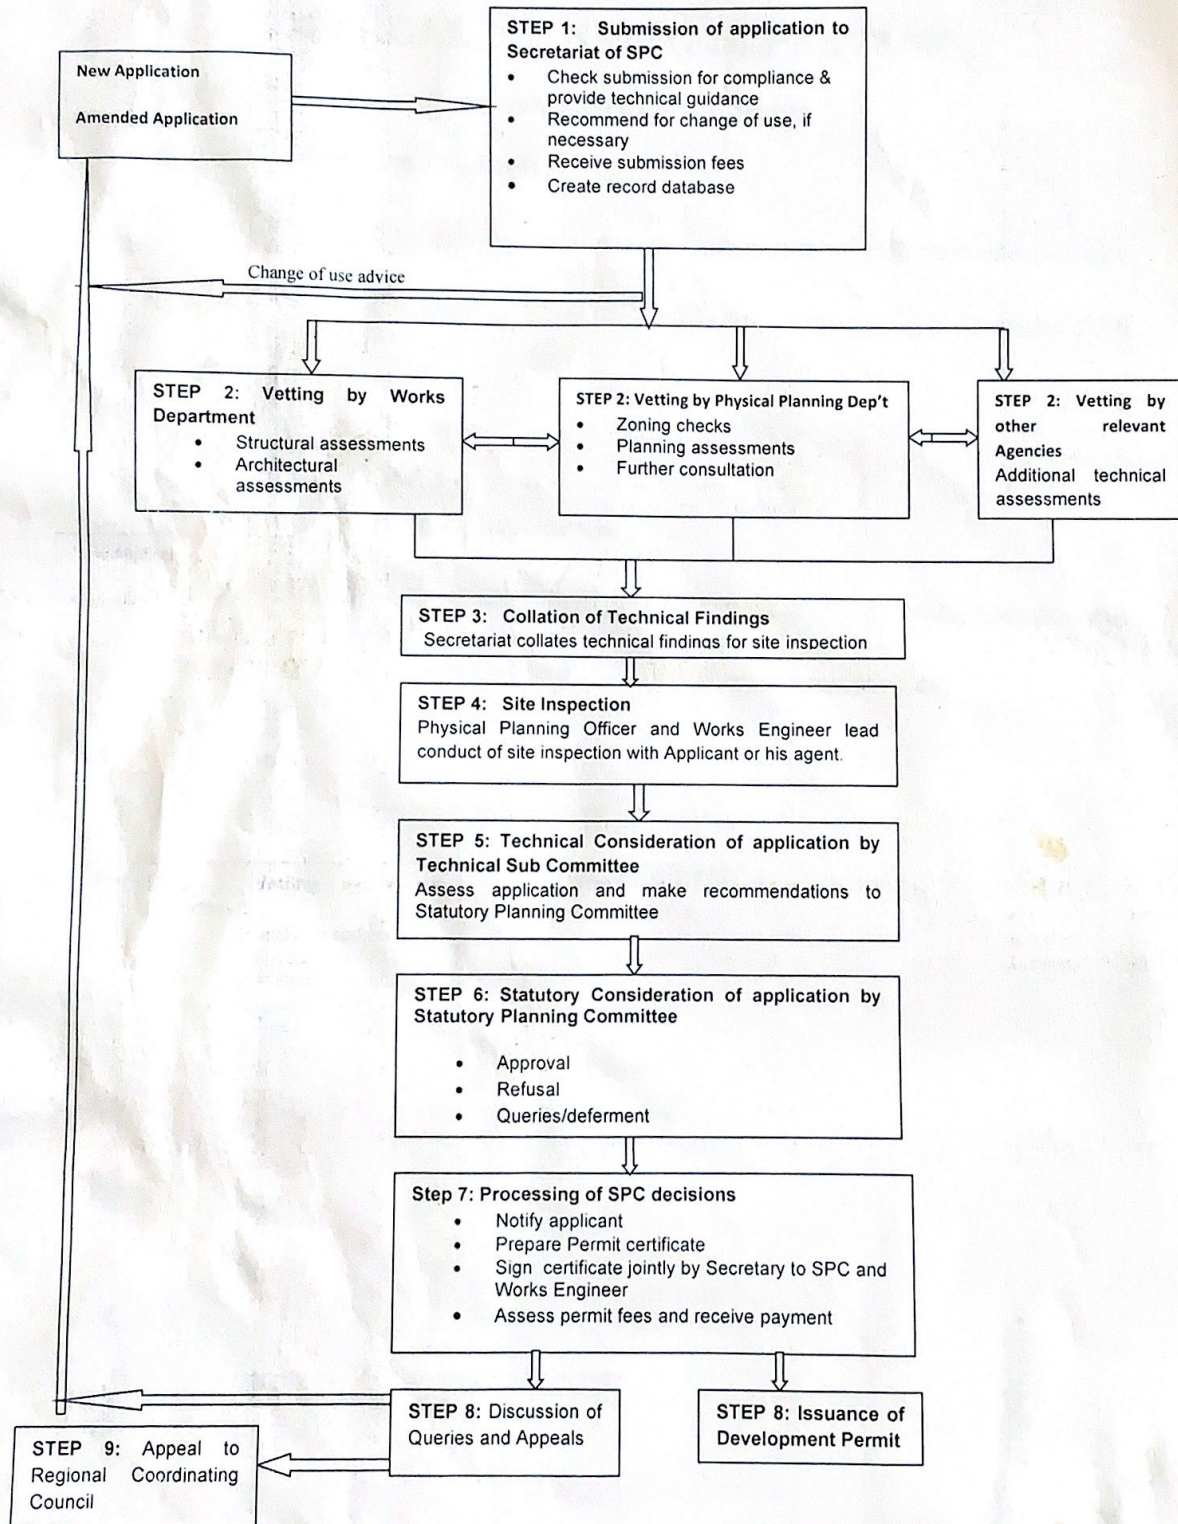 New Application
Amended Application
STEP 1: Submission of application to
Secretariat of SPC
• Check submission for compliance &
provide technical guidance
• Recommend for change of use, if
necessary
• Receive submission fees
• Create record database
Change of use advice
STEP 2: Vetting by Works
Department
• Structural assessments
• Architectural
assessments
STEP 2: Vetting by Physical Planning Dep't
• Zoning checks
• Planning assessments
• Further consultation
STEP 2: Vetting by
other relevant
Agencies
Additional technical
assessments
STEP 3: Collation of Technical Findings
Secretariat collates technical findings for site inspection
STEP 4: Site Inspection
Physical Planning Officer and Works Engineer lead
conduct of site inspection with Applicant or his agent.
STEP 5: Technical Consideration of application by
Technical Sub Committee
Assess application and make recommendations to
Statutory Planning Committee
STEP 6: Statutory Consideration of application by
Statutory Planning Committee
• Approval
• Refusal
• Queries/deferment
Step 7: Processing of SPC decisions
• Notify applicant
• Prepare Permit certificate
• Sign certificate jointly by Secretary to SPC and
Works Engineer
• Assess permit fees and receive payment
STEP 8: Discussion of
Queries and Appeals
STEP 8: Issuance of
Development Permit
STEP 9: Appeal to
Regional Coordinating
Council